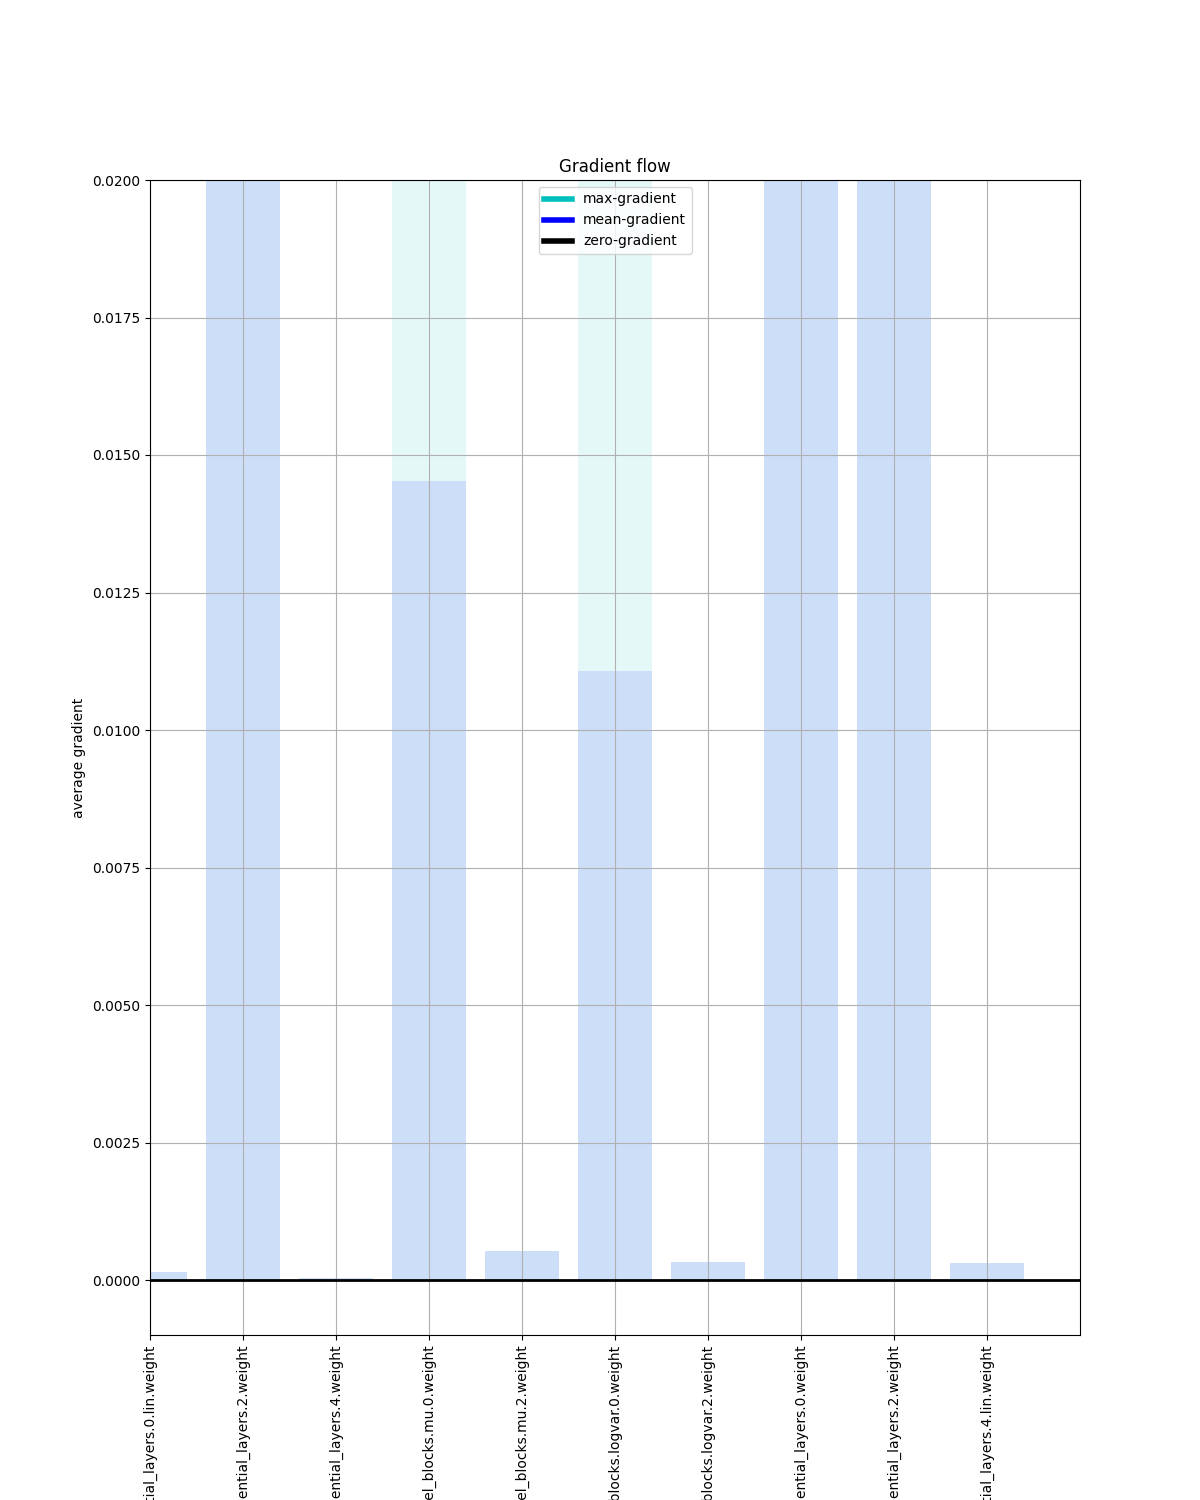 Gradient flow
max-gradient
mean-gradient
zero-gradient
0.0200
0.0175
0.0150
0.0125
0.0100
0.0075
0.0050
0.0025
0.0000
average gradient
tial_layers.0.lin.weight
ential_layers.2.weight
ential_layers.4.weight
el_blocks.mu.0.weight
el_blocks.mu.2.weight
blocks.logvar.0.weight
blocks.logvar.2.weight
ential_layers.0.weight
ential_layers.2.weight
tial_layers.4.lin.weight